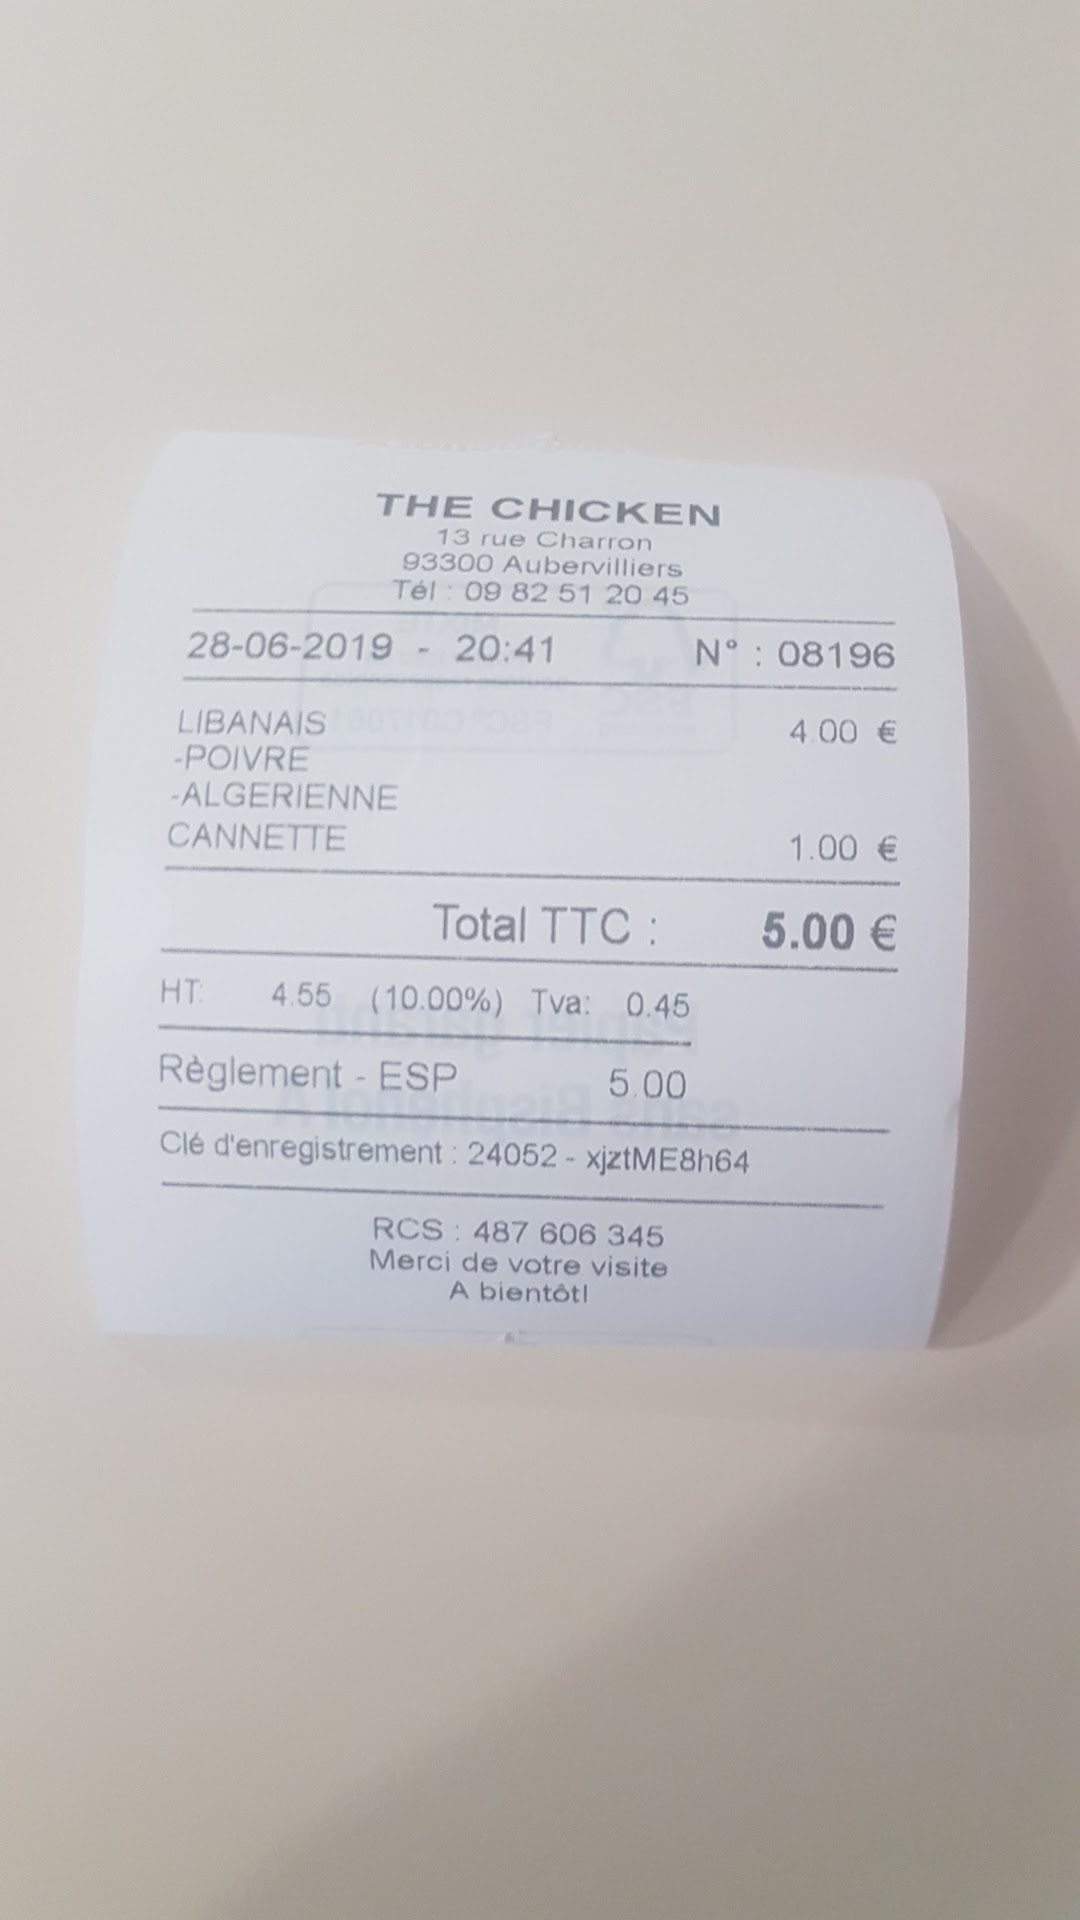 THE CHICKEN
13 rue Charron
93300 Aubervilliers
Tél : 09 82 51 20 45
28-06-2019 - 20:41 N° : 08196
LIBANAIS 4.00 €
-POIVRE
-ALGERIENNE
CANNETTE 1.00 €
Total TTC : 5.00 €
HT: 4.55 (10.00%) Tva: 0.45
Règlement - ESP 5.00
Clé d'enregistrement : 24052 - xjztME8h64
RCS : 487 606 345
Merci de votre visite
A bientôt!